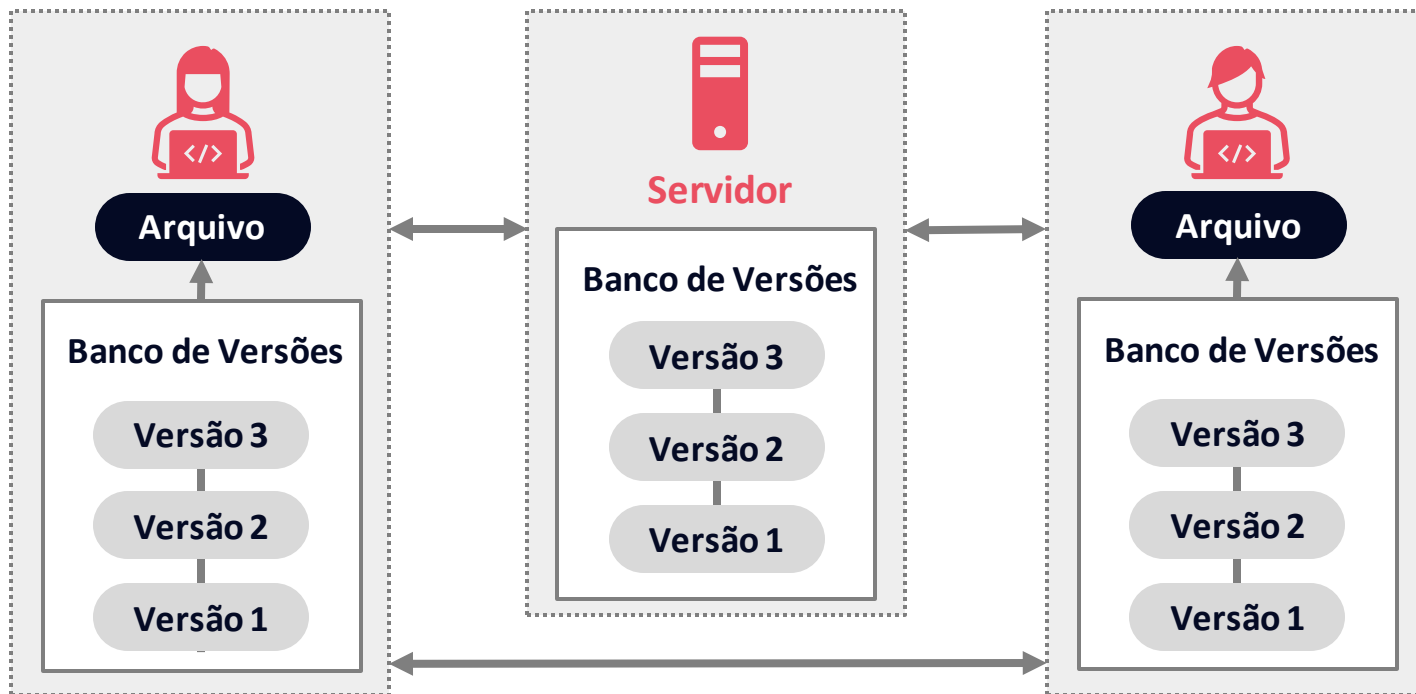 </>
Arquivo
Banco de Versões
Versão 3
Versão 2
Versão 1
Servidor
Banco de Versões
Versão 3
Versão 2
Versão 1
</>
Arquivo
Banco de Versões
Versão 3
Versão 2
Versão 1